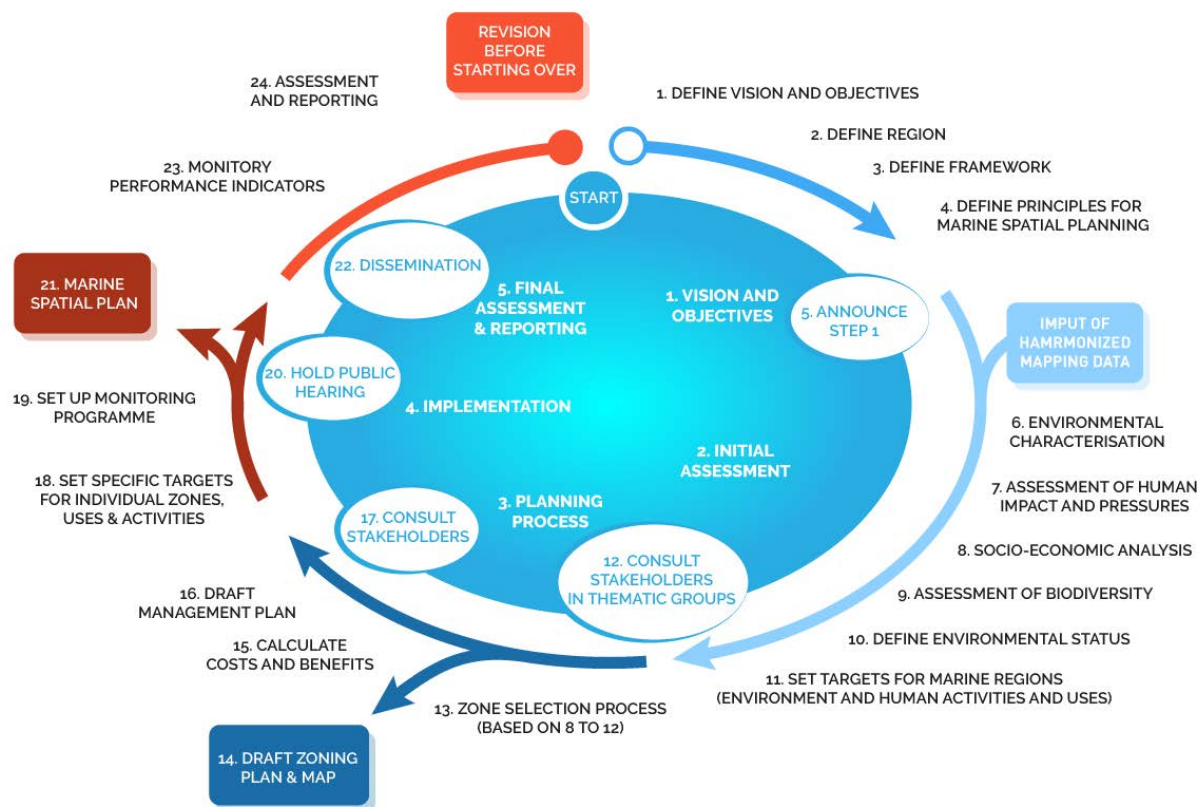 REVISION
BEFORE
STARTING OVER
24. ASSESSMENT
AND REPORTING
1. DEFINE VISION AND OBJECTIVES
2. DEFINE REGION
23. MONITORY
PERFORMANCE INDICATORS
3. DEFINE FRAMEWORK
START
4. DEFINE PRINCIPLES FOR
MARINE SPATIAL PLANNING
22. DISSEMINATION
21. MARINE
SPATIAL PLAN
5. FINAL
ASSESSMENT
& REPORTING
1. VISION AND
OBJECTIVES
5. ANNOUNCE
STEP 1
IMPUT OF
HAMRMONIZED
MAPPING DATA
20. HOLD PUBLIC
HEARING
19. SET UP MONITORING
PROGRAMME
4. IMPLEMENTATION
6. ENVIRONMENTAL
CHARACTERISATION
2. INITIAL
ASSESSMENT
18. SET SPECIFIC TARGETS
FOR INDIVIDUAL ZONES,
USES & ACTIVITIES
3. PLANNING
PROCESS
7. ASSESSMENT OF HUMAN
IMPACT AND PRESSURES
17. CONSULT
STAKEHOLDERS
8. SOCIO-ECONOMIC ANALYSIS
12. CONSULT
STAKEHOLDERS
IN THEMATIC GROUPS
16. DRAFT
MANAGEMENT PLAN
9. ASSESSMENT OF BIODIVERSITY
10. DEFINE ENVIRONMENTAL STATUS
15. CALCULATE
COSTS AND BENEFITS
11. SET TARGETS FOR MARINE REGIONS
(ENVIRONMENT AND HUMAN ACTIVITIES AND USES)
13. ZONE SELECTION PROCESS
(BASED ON 8 TO 12)
14. DRAFT ZONING
PLAN & MAP